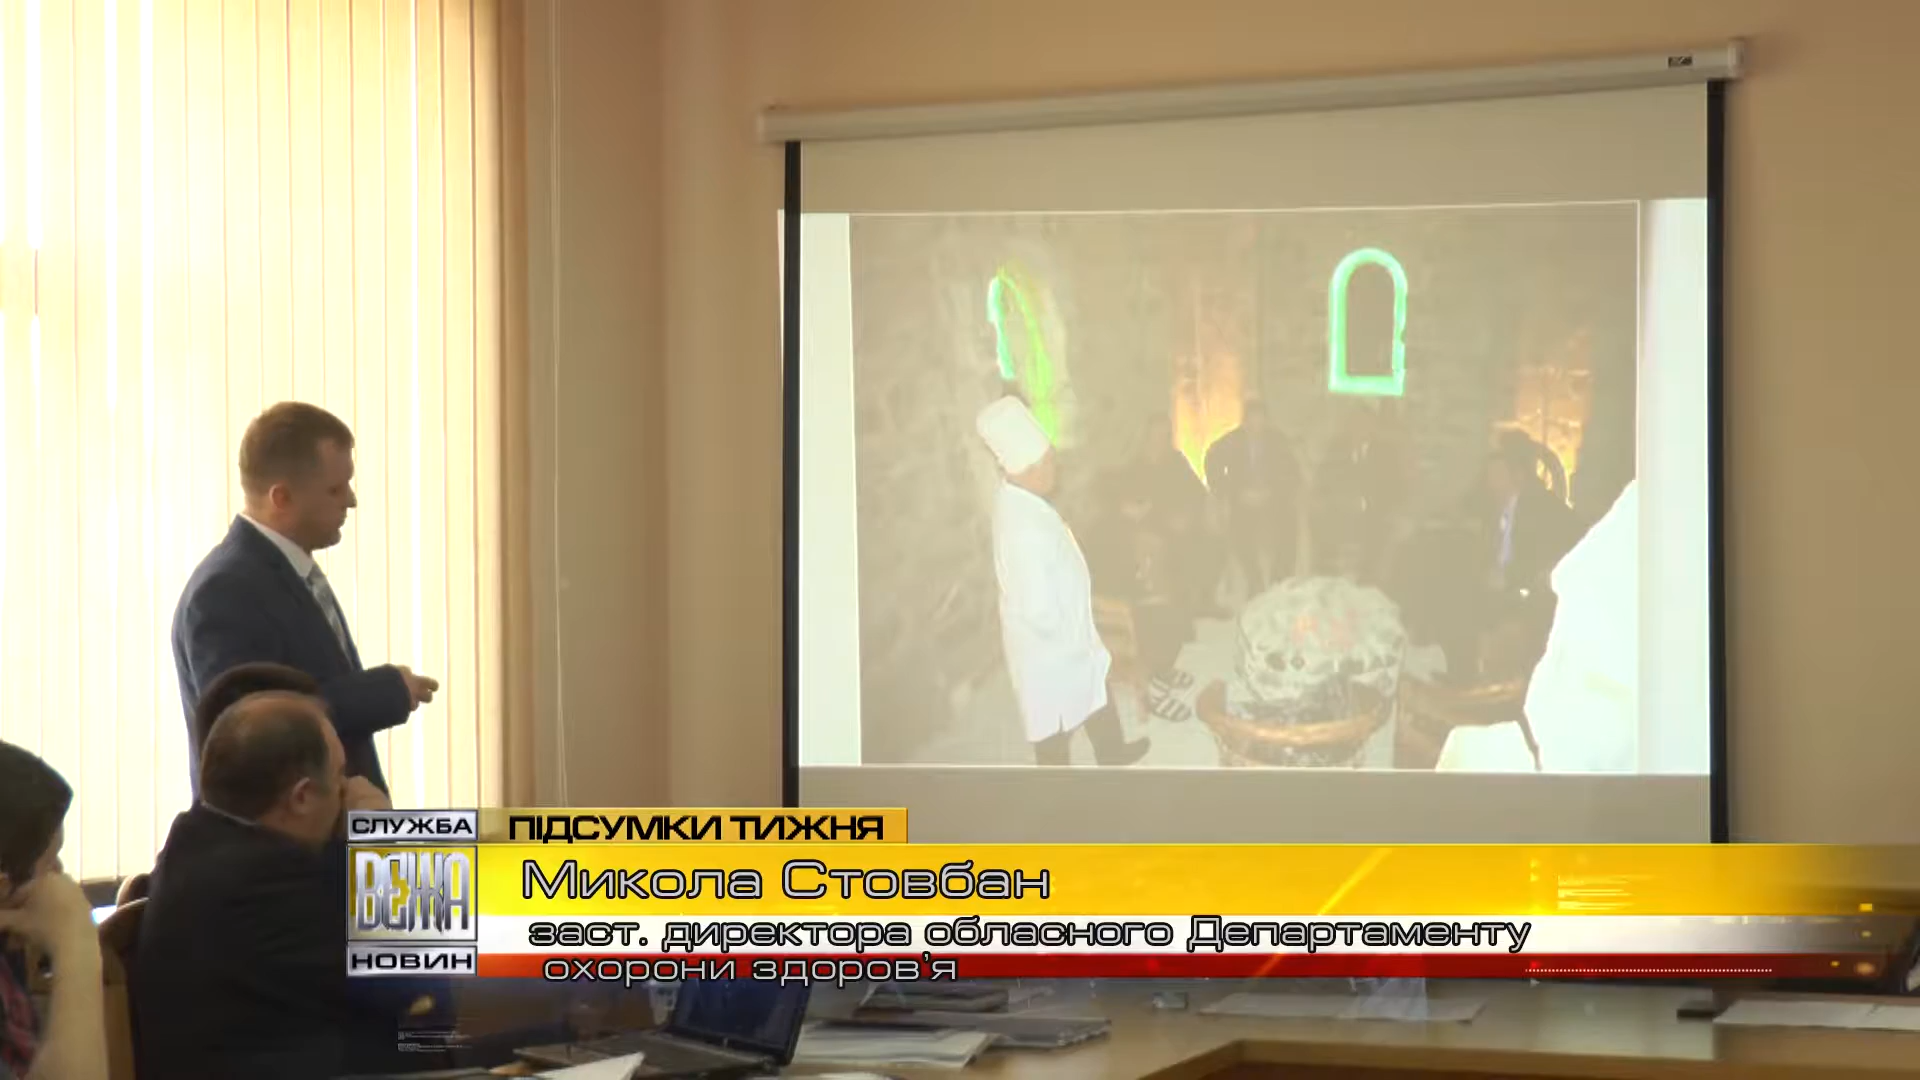 СЛУЖБА
ВЕЖА
НОВИН
ПІДСУМКИ ТИЖНЯ
Микола Стовбан
заст. директора обласного Департаменту
охорони здоров'я